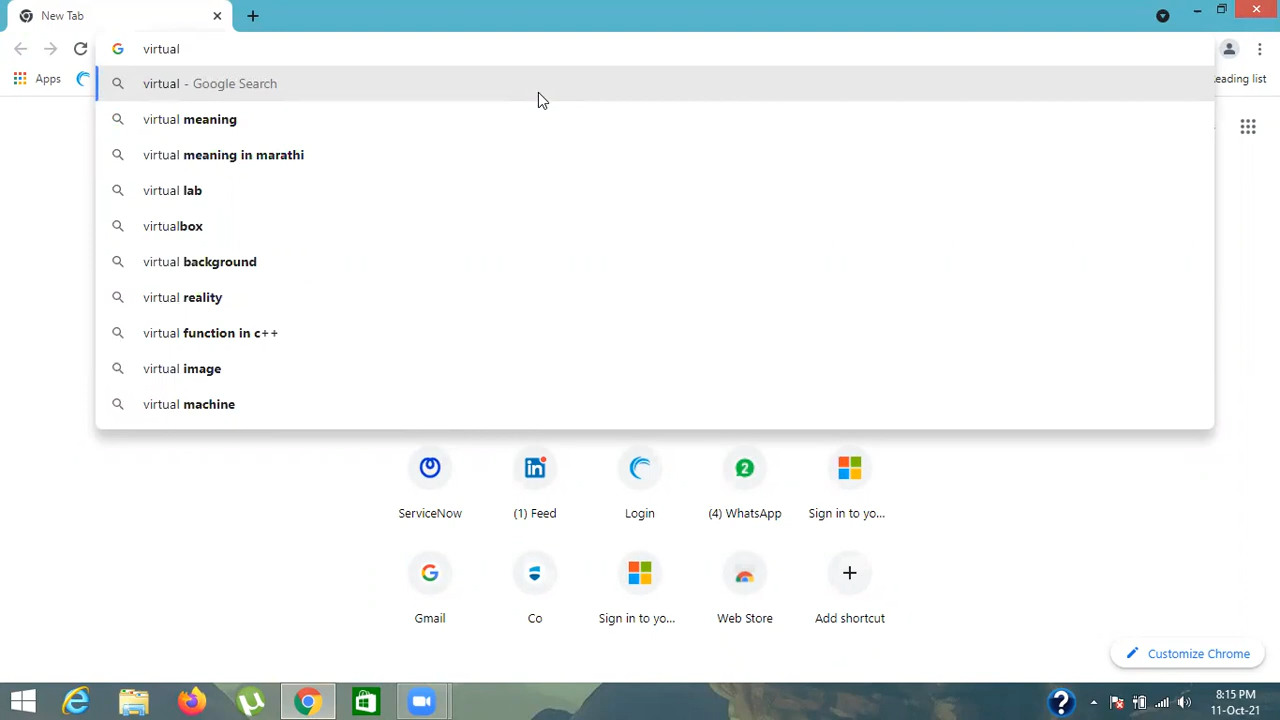 New Tab
virtual
Apps
eading list
virtual - Google Search
virtual meaning
virtual meaning in marathi
virtual lab
virtualbox
virtual background
virtual reality
virtual function in c++
virtual image
virtual machine
2
ServiceNow
(1) Feed
Login
(4) WhatsApp
Sign in to yo...
Gmail
Co
Sign in to yo...
Web Store
Add shortcut
Customize Chrome
8:15 PM
11-Oct-21